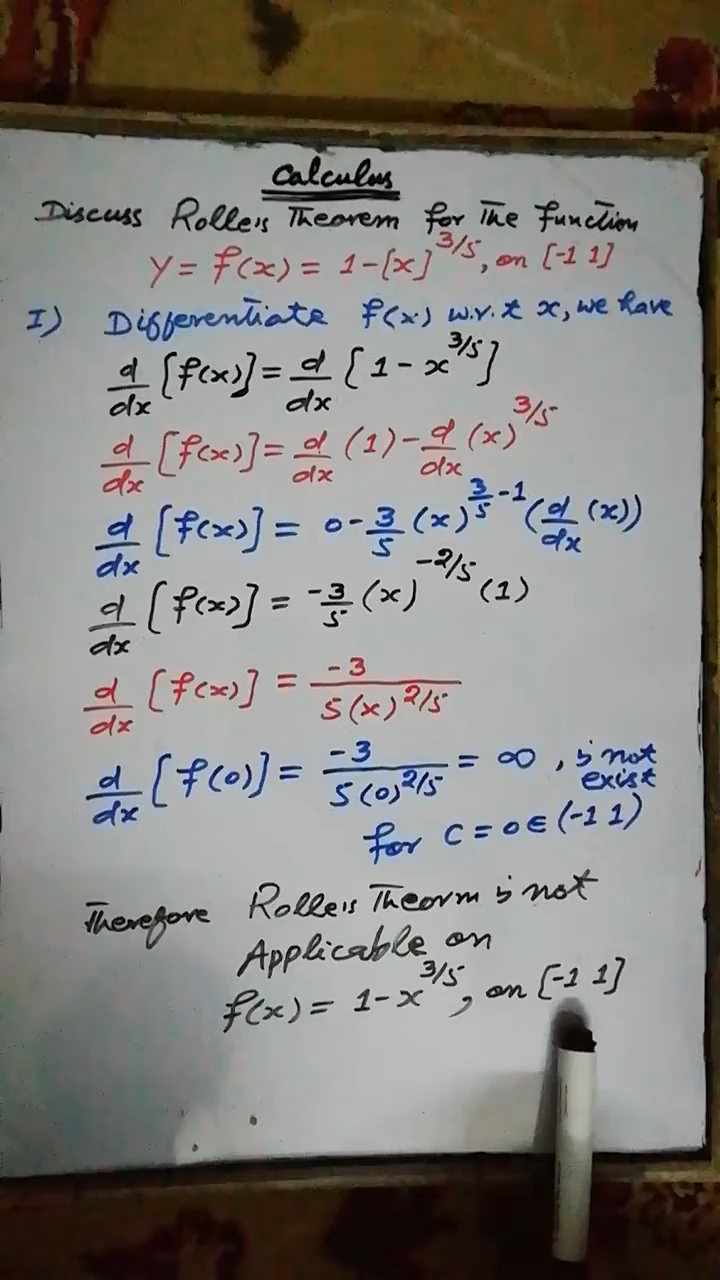 Calculus
Discuss Rolle's Theorem for The function
Y = f(x) = 1-[x]^3/5, on [-1 1]
I) Differentiate f(x) w.r.t x, we have
d/dx [f(x)] = d/dx [1 - x^3/5]
d/dx [f(x)] = d/dx (1) - d/dx (x)^3/5
d/dx [f(x)] = 0 - 3/5 (x)^3/5 -1 (d/dx (x))
d/dx [f(x)] = -3/5 (x)^-2/5 (1)
d/dx [f(x)] = -3/5(x)^2/5
d/dx [f(0)] = -3/5(0)^2/5 = ∞, is not exist
for c = 0 ∈ (-1 1)
Therefore Rolle's Theorm is not
Applicable on
f(x) = 1 - x^3/5, on [-1 1]